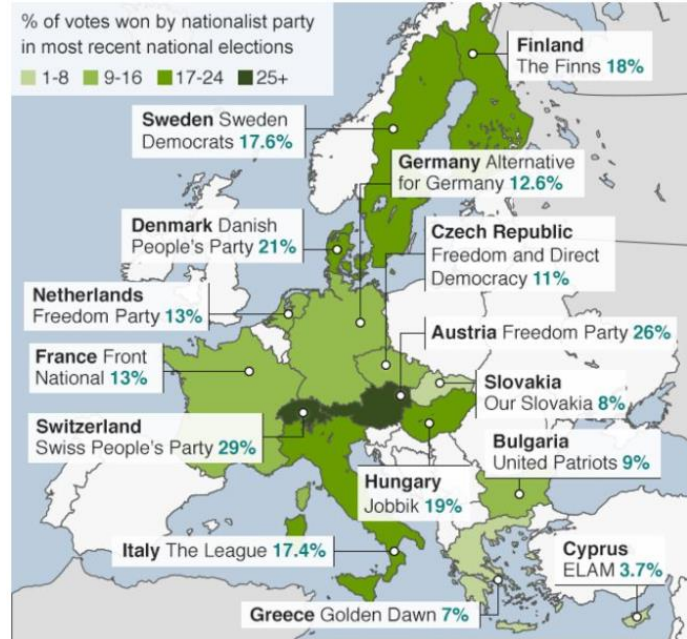 % of votes won by nationalist party
in most recent national elections
1-8 9-16 17-24 25+
Finland
The Finns 18%
Sweden Sweden
Democrats 17.6%
Germany Alternative
for Germany 12.6%
Denmark Danish
People's Party 21%
Czech Republic
Freedom and Direct
Democracy 11%
Netherlands
Freedom Party 13%
Austria Freedom Party 26%
France Front
National 13%
Slovakia
Our Slovakia 8%
Switzerland
Swiss People's Party 29%
Bulgaria
United Patriots 9%
Hungary
Jobbik 19%
Italy The League 17.4%
Cyprus
ELAM 3.7%
Greece Golden Dawn 7%